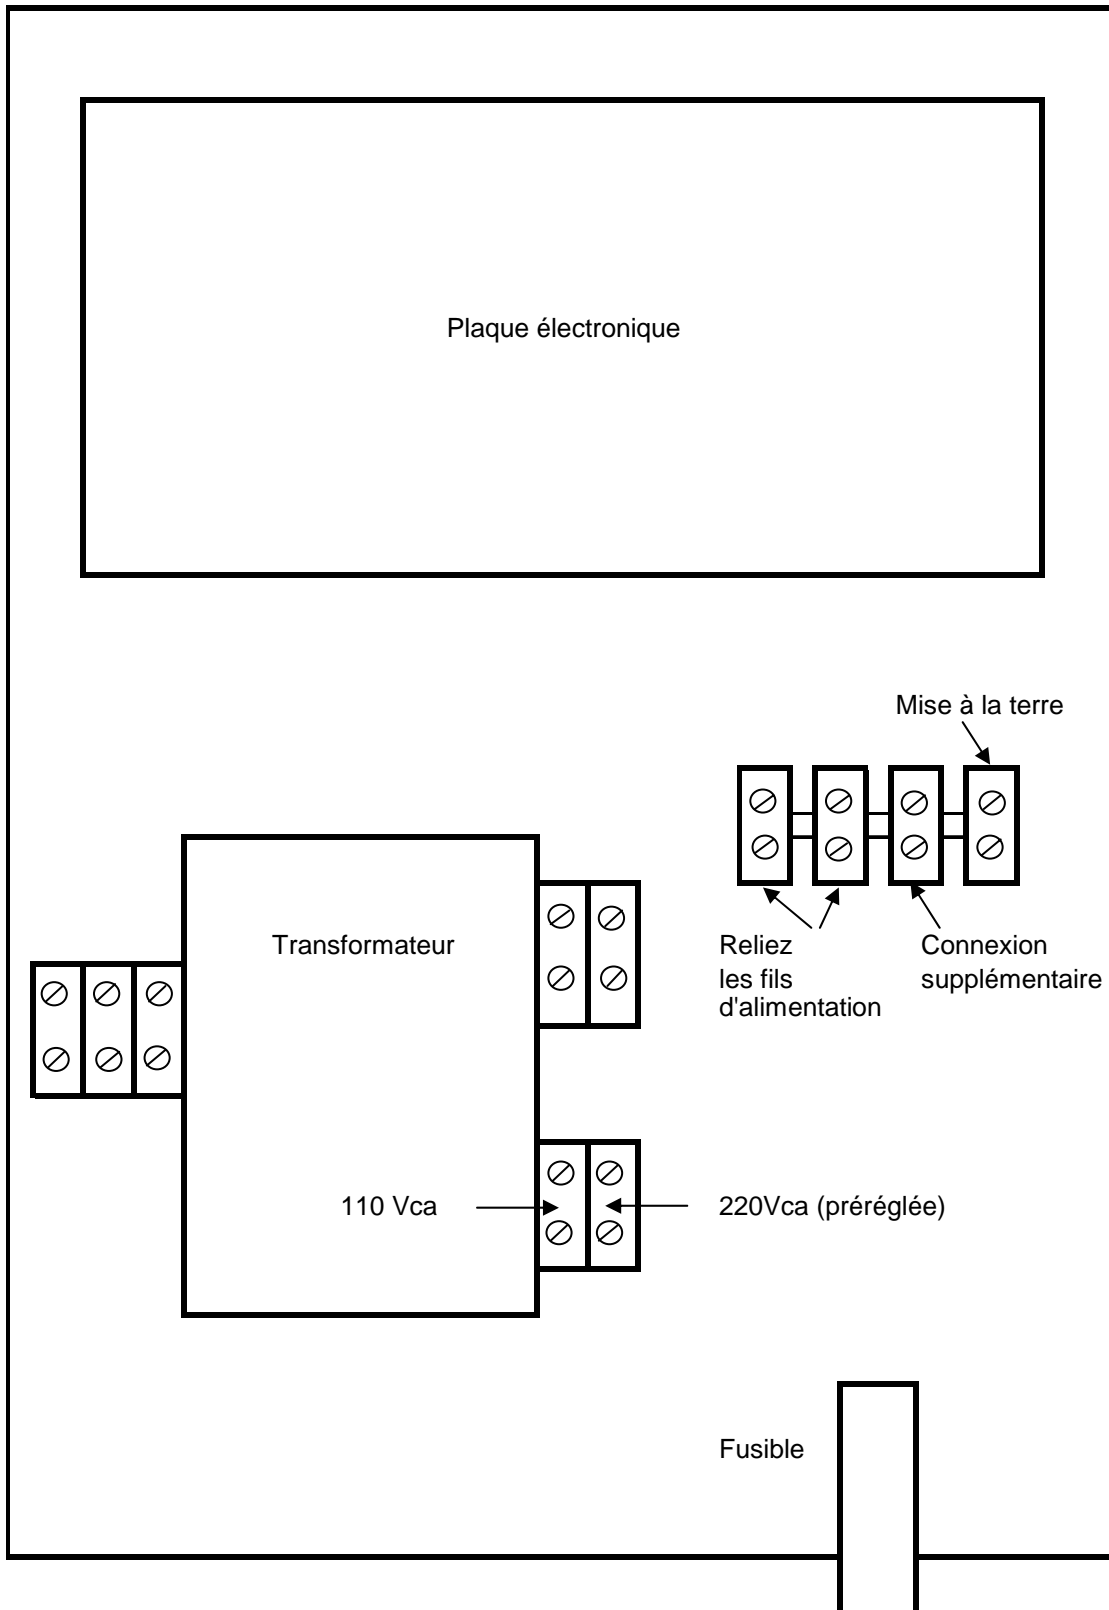 Plaque électronique
Mise à la terre
Transformateur
Reliez
les fils
d'alimentation
Connexion
supplémentaire
110 Vca
220Vca (préréglée)
Fusible